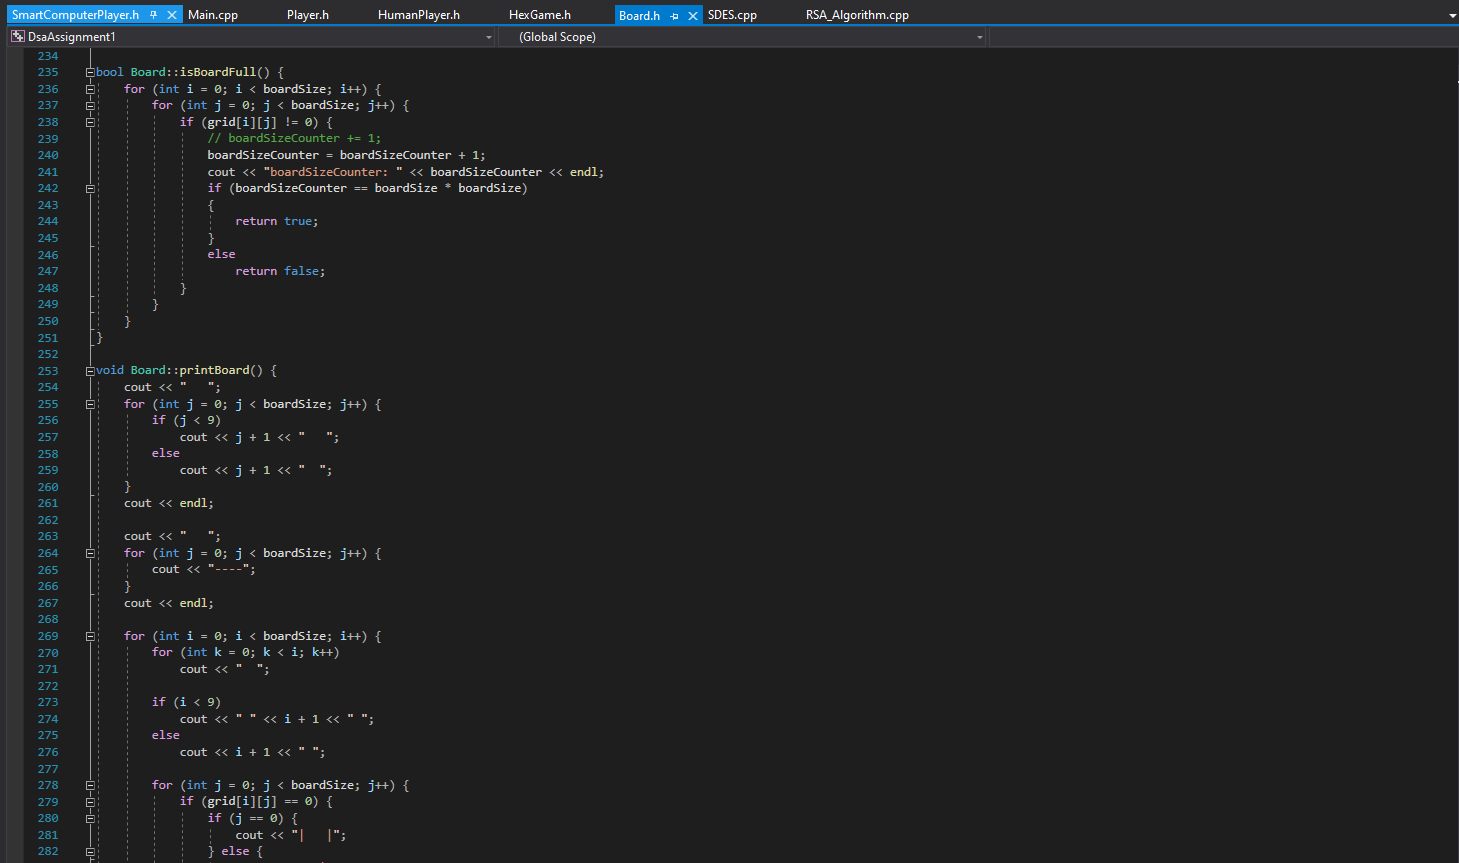 SmartComputerPlayer.h Main.cpp Player.h HumanPlayer.h HexGame.h Board.h SDES.cpp RSA_Algorithm.cpp
DsaAssignment1 (Global Scope)
234
235 bool Board::isBoardFull() {
236 for (int i = 0; i < boardSize; i++) {
237 for (int j = 0; j < boardSize; j++) {
238 if (grid[i][j] != 0) {
239 // boardSizeCounter += 1;
240 boardSizeCounter = boardSizeCounter + 1;
241 cout << "boardSizeCounter: " << boardSizeCounter << endl;
242 if (boardSizeCounter == boardSize * boardSize)
243 {
244 return true;
245 }
246 else
247 return false;
248 }
249 }
250 }
251 }
252
253 void Board::printBoard() {
254 cout << "   ";
255 for (int j = 0; j < boardSize; j++) {
256 if (j < 9)
257 cout << j + 1 << "   ";
258 else
259 cout << j + 1 << "  ";
260 }
261 cout << endl;
262
263 cout << "   ";
264 for (int j = 0; j < boardSize; j++) {
265 cout << "----";
266 }
267 cout << endl;
268
269 for (int i = 0; i < boardSize; i++) {
270 for (int k = 0; k < i; k++)
271 cout << "  ";
272
273 if (i < 9)
274 cout << " " << i + 1 << " ";
275 else
276 cout << i + 1 << " ";
277
278 for (int j = 0; j < boardSize; j++) {
279 if (grid[i][j] == 0) {
280 if (j == 0) {
281 cout << "|   |";
282 } else {